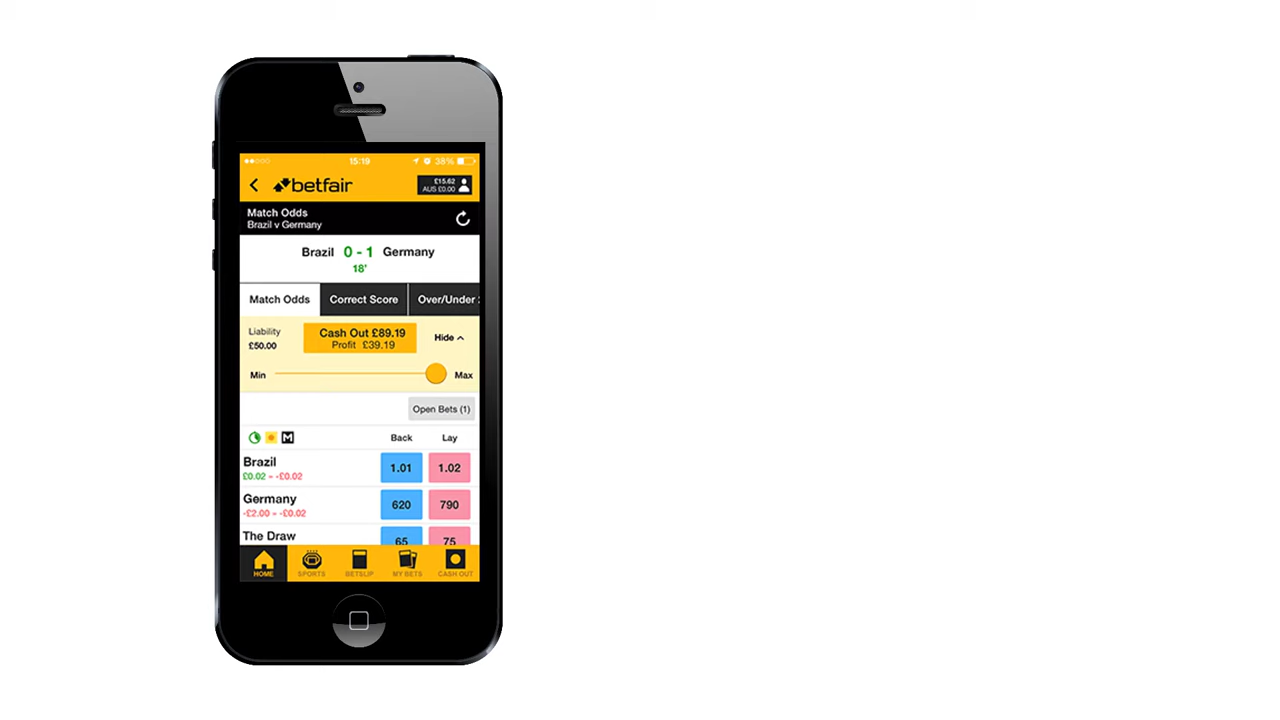 15:19 38%
betfair
£15.62
AUS £0.00
Match Odds
Brazil v Germany
Brazil 0 - 1 Germany
18'
Match Odds Correct Score Over/Under
Liability
£50.00
Cash Out £89.19
Profit £39.19
Hide
Min Max
Open Bets (1)
M Back Lay
Brazil 1.01 1.02
£0.02 - -£0.02
Germany 620 790
-£2.00 - -£0.02
The Draw 65 75
HOME SPORTS BETSLIP MY BETS CASH OUT